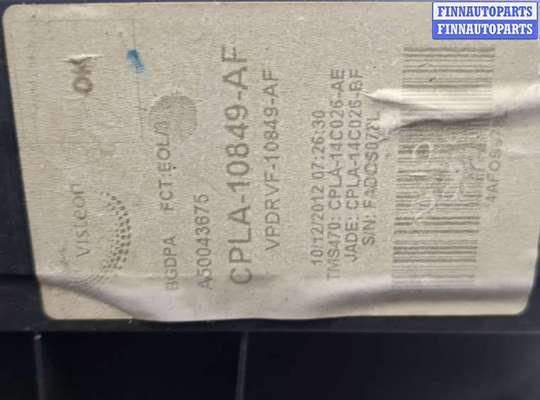 FINNAUTOPARTS
FINNAUTOPARTS
OK
Visteon
BGDPA FCT:EOL/1
A50043675
CPLA-10849-AF
VPDRVF-10849-AF
10/12/2012 07:26:30
TMS470: CPLA-14C026-AE
JADE: CPLA-14C026-BF